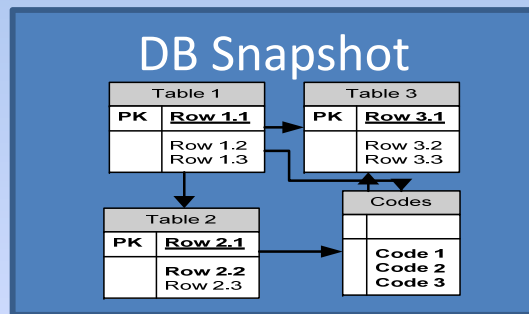 DB Snapshot
Table 1
PK Row 1.1
Row 1.2
Row 1.3
Table 3
PK Row 3.1
Row 3.2
Row 3.3
Table 2
PK Row 2.1
Row 2.2
Row 2.3
Codes
Code 1
Code 2
Code 3